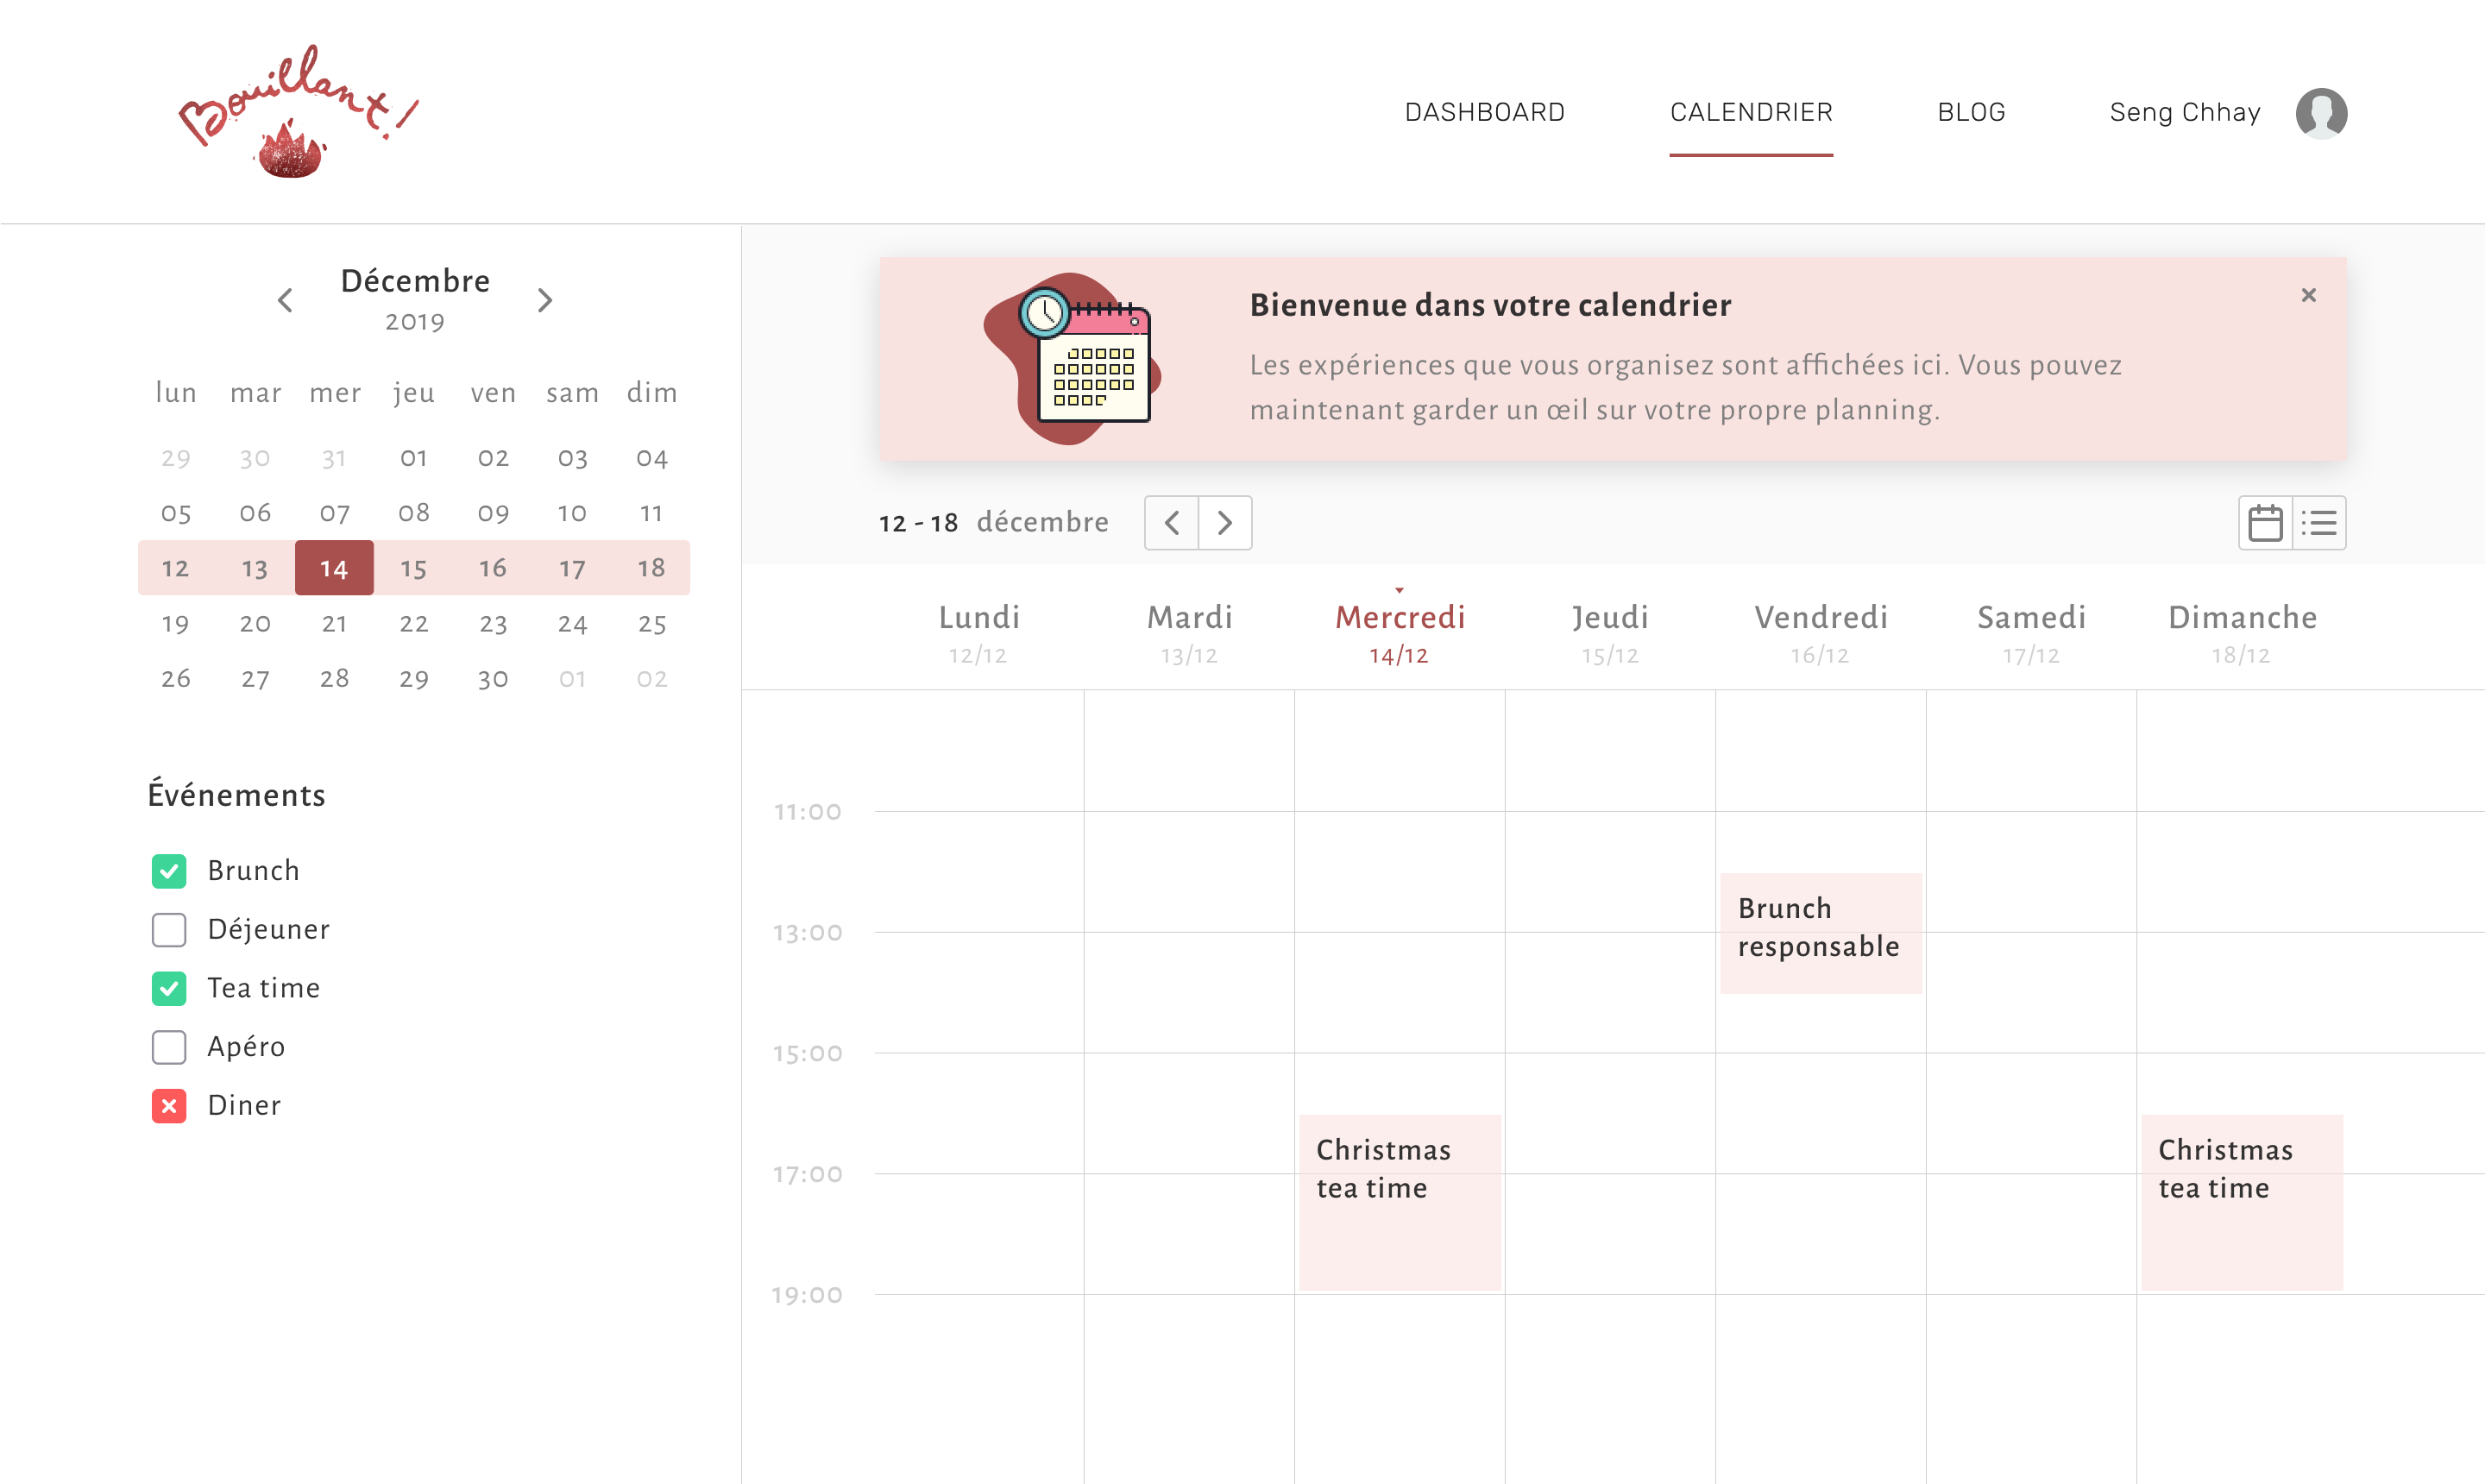 Bouillant!
DASHBOARD CALENDRIER BLOG Seng Chhay
Décembre
2019
lun mar mer jeu ven sam dim
29 30 31 01 02 03 04
05 06 07 08 09 10 11
12 13 14 15 16 17 18
19 20 21 22 23 24 25
26 27 28 29 30 01 02
Événements
Brunch
Déjeuner
Tea time
Apéro
Diner
Bienvenue dans votre calendrier
Les expériences que vous organisez sont affichées ici. Vous pouvez
maintenant garder un œil sur votre propre planning.
12 - 18 décembre
Lundi Mardi Mercredi Jeudi Vendredi Samedi Dimanche
12/12 13/12 14/12 15/12 16/12 17/12 18/12
11:00
Brunch
13:00
responsable
15:00
Christmas Christmas
17:00
tea time tea time
19:00